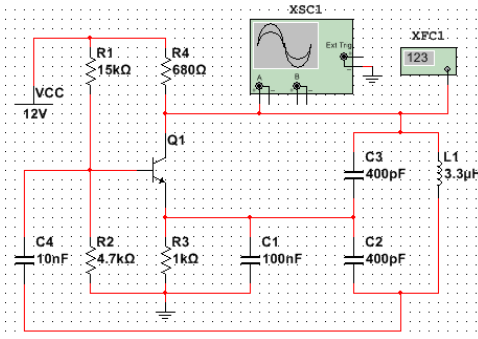 XSC1
XFC1
Ext Trig
123
A
B
R1
15kΩ
R4
680Ω
VCC
12V
Q1
C3
400pF
L1
3.3µH
C4
10nF
R2
4.7kΩ
R3
1kΩ
C1
100nF
C2
400pF